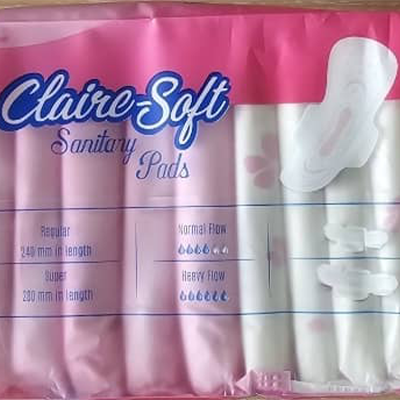 Claire-Soft
Sanitary
Pads
Regular
240 mm in length
Normal Flow
Super
280 mm in length
Heavy Flow